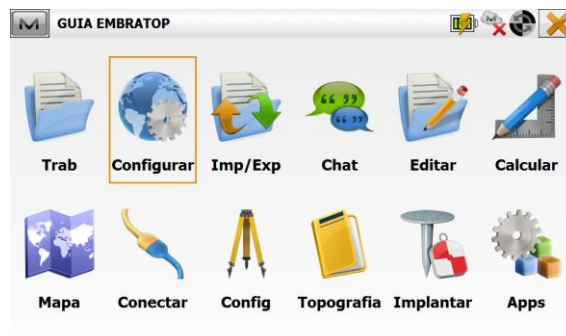 GUIA EMBRATOP
Trab Configurar Imp/Exp Chat Editar Calcular
Mapa Conectar Config Topografia Implantar Apps